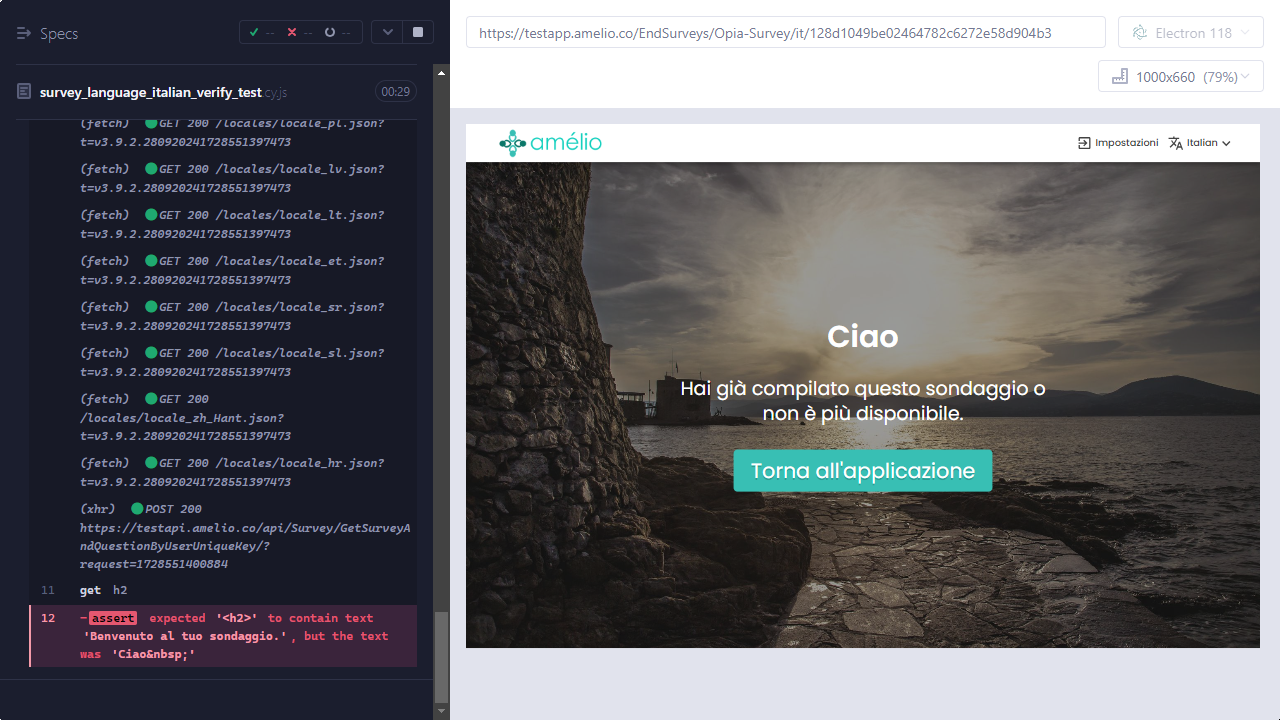 Specs
-- -- --
survey_language_italian_verify_test.cy.js
00:29
(fetch) GET 200 /locales/locale_pl.json?
t=v3.9.2.280920241728551397473
(fetch) GET 200 /locales/locale_lv.json?
t=v3.9.2.280920241728551397473
(fetch) GET 200 /locales/locale_lt.json?
t=v3.9.2.280920241728551397473
(fetch) GET 200 /locales/locale_et.json?
t=v3.9.2.280920241728551397473
(fetch) GET 200 /locales/locale_sr.json?
t=v3.9.2.280920241728551397473
(fetch) GET 200 /locales/locale_sl.json?
t=v3.9.2.280920241728551397473
(fetch) GET 200
/locales/locale_zh_Hant.json?
t=v3.9.2.280920241728551397473
(fetch) GET 200 /locales/locale_hr.json?
t=v3.9.2.280920241728551397473
(xhr) POST 200
https://testapi.amelio.co/api/Survey/GetSurveyA
ndQuestionByUserUniqueKey/?
request=1728551400884
11 get h2
12 -assert expected '<h2>' to contain text
'Benvenuto al tuo sondaggio.', but the text
was 'Ciao&nbsp;'
https://testapp.amelio.co/EndSurveys/Opia-Survey/it/128d1049be02464782c6272e58d904b3
Electron 118
1000x660 (79%)
amélio
Impostazioni
Italian
Ciao
Hai già compilato questo sondaggio o
non è più disponibile.
Torna all'applicazione